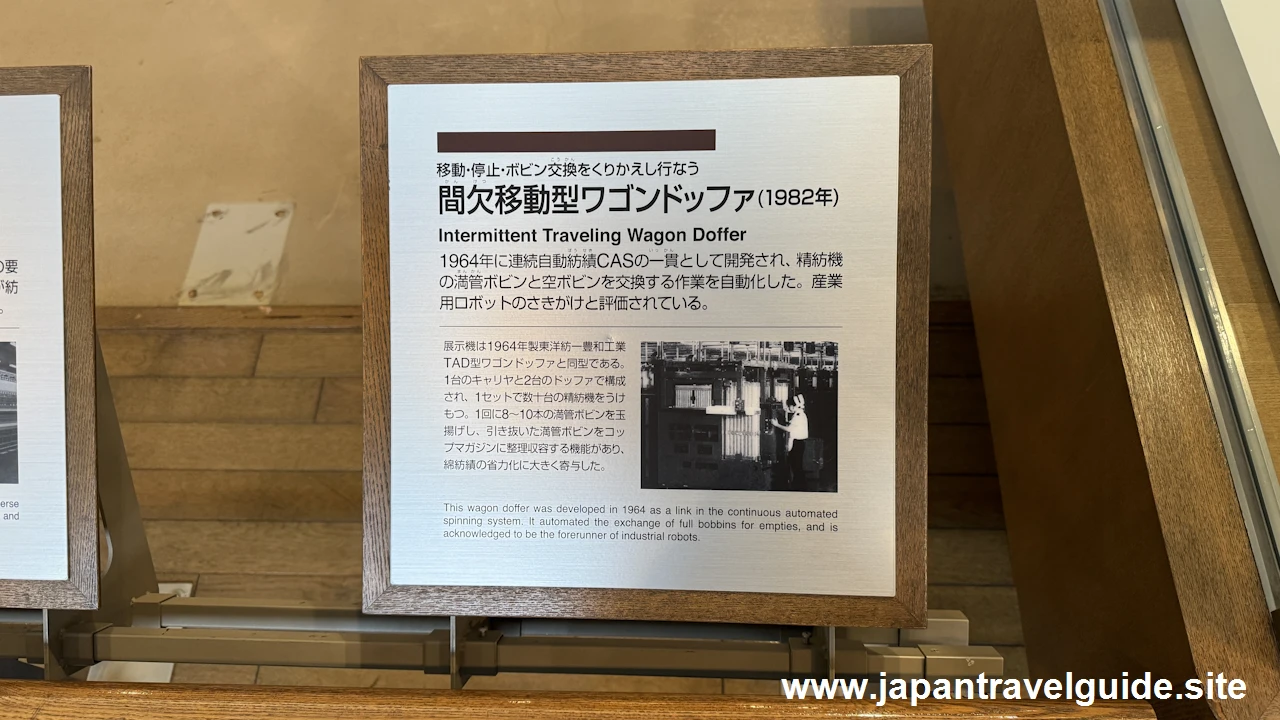 移動・停止・ボビン交換をくりかえし行なう
間欠移動型ワゴンドッファ(1982年)
Intermittent Traveling Wagon Doffer
1964年に連続自動紡績CASの一貫として開発され、精紡機
の満管ボビンと空ボビンを交換する作業を自動化した。産業
用ロボットのさきがけと評価されている。
展示機は1964年製東洋紡ー豊和工業
TAD型ワゴンドッファと同型である。
1台のキャリヤと2台のドッファで構成
され、1セットで数十台の精紡機をうけ
もつ。1回に8〜10本の満管ボビンを玉
揚げし、引き抜いた満管ボビンをコッ
プマガジンに整理収容する機能があり、
綿紡績の省力化に大きく寄与した。
This wagon doffer was developed in 1964 as a link in the continuous automated
spinning system. It automated the exchange of full bobbins for empties, and is
acknowledged to be the forerunner of industrial robots.
の要
が紡
。
erse
and
www.japantravelguide.site